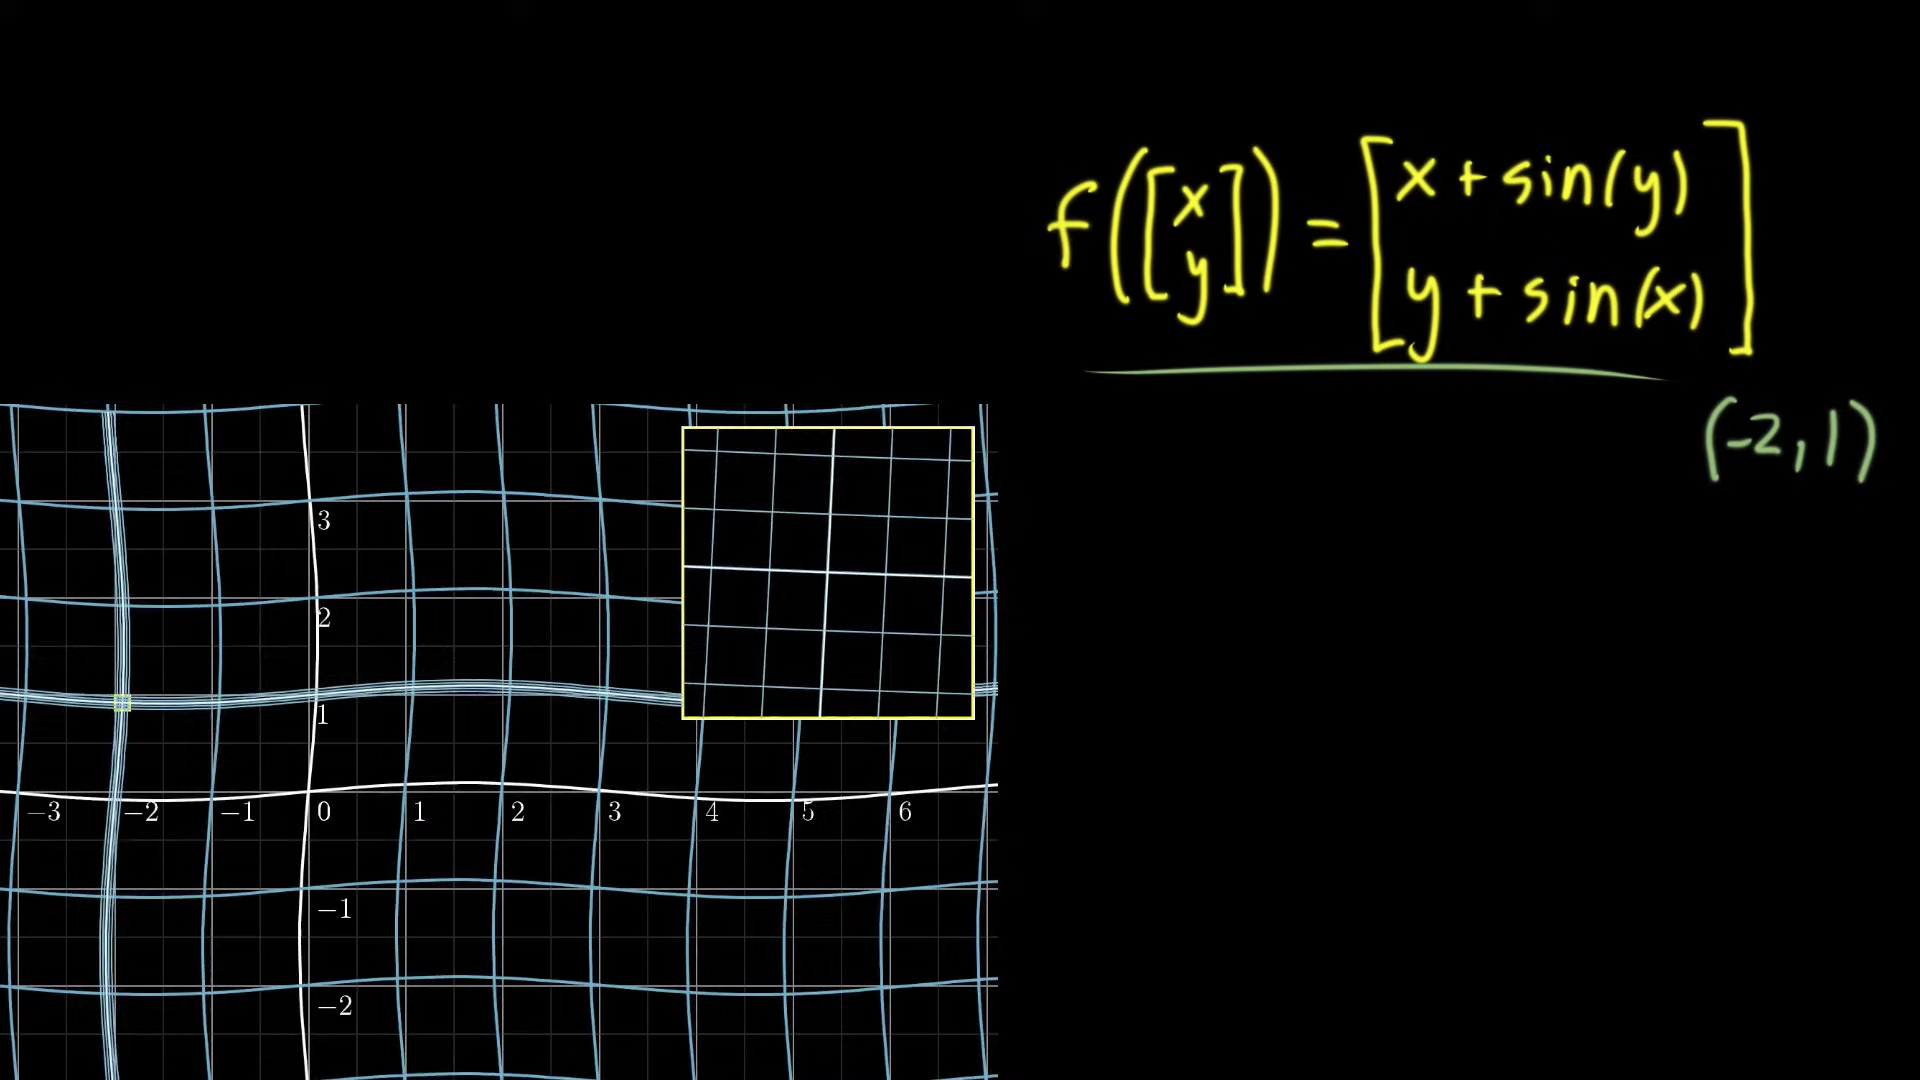 f([x y]) = [x + sin(y)
y + sin(x)]
(-2, 1)
3
2
1
−3 −2 −1 0 1 2 3 4 5 6
−1
−2